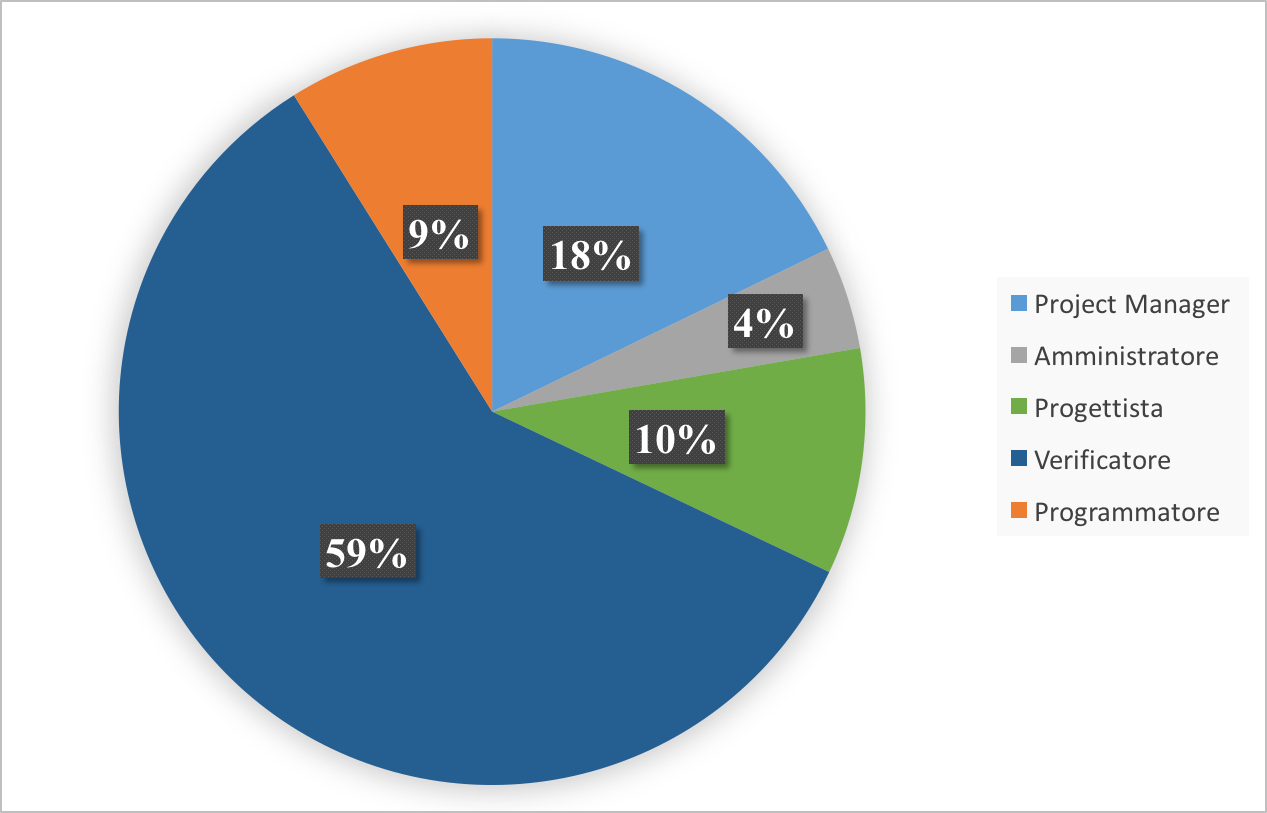 9%
18%
4%
10%
59%
Project Manager
Amministratore
Progettista
Verificatore
Programmatore